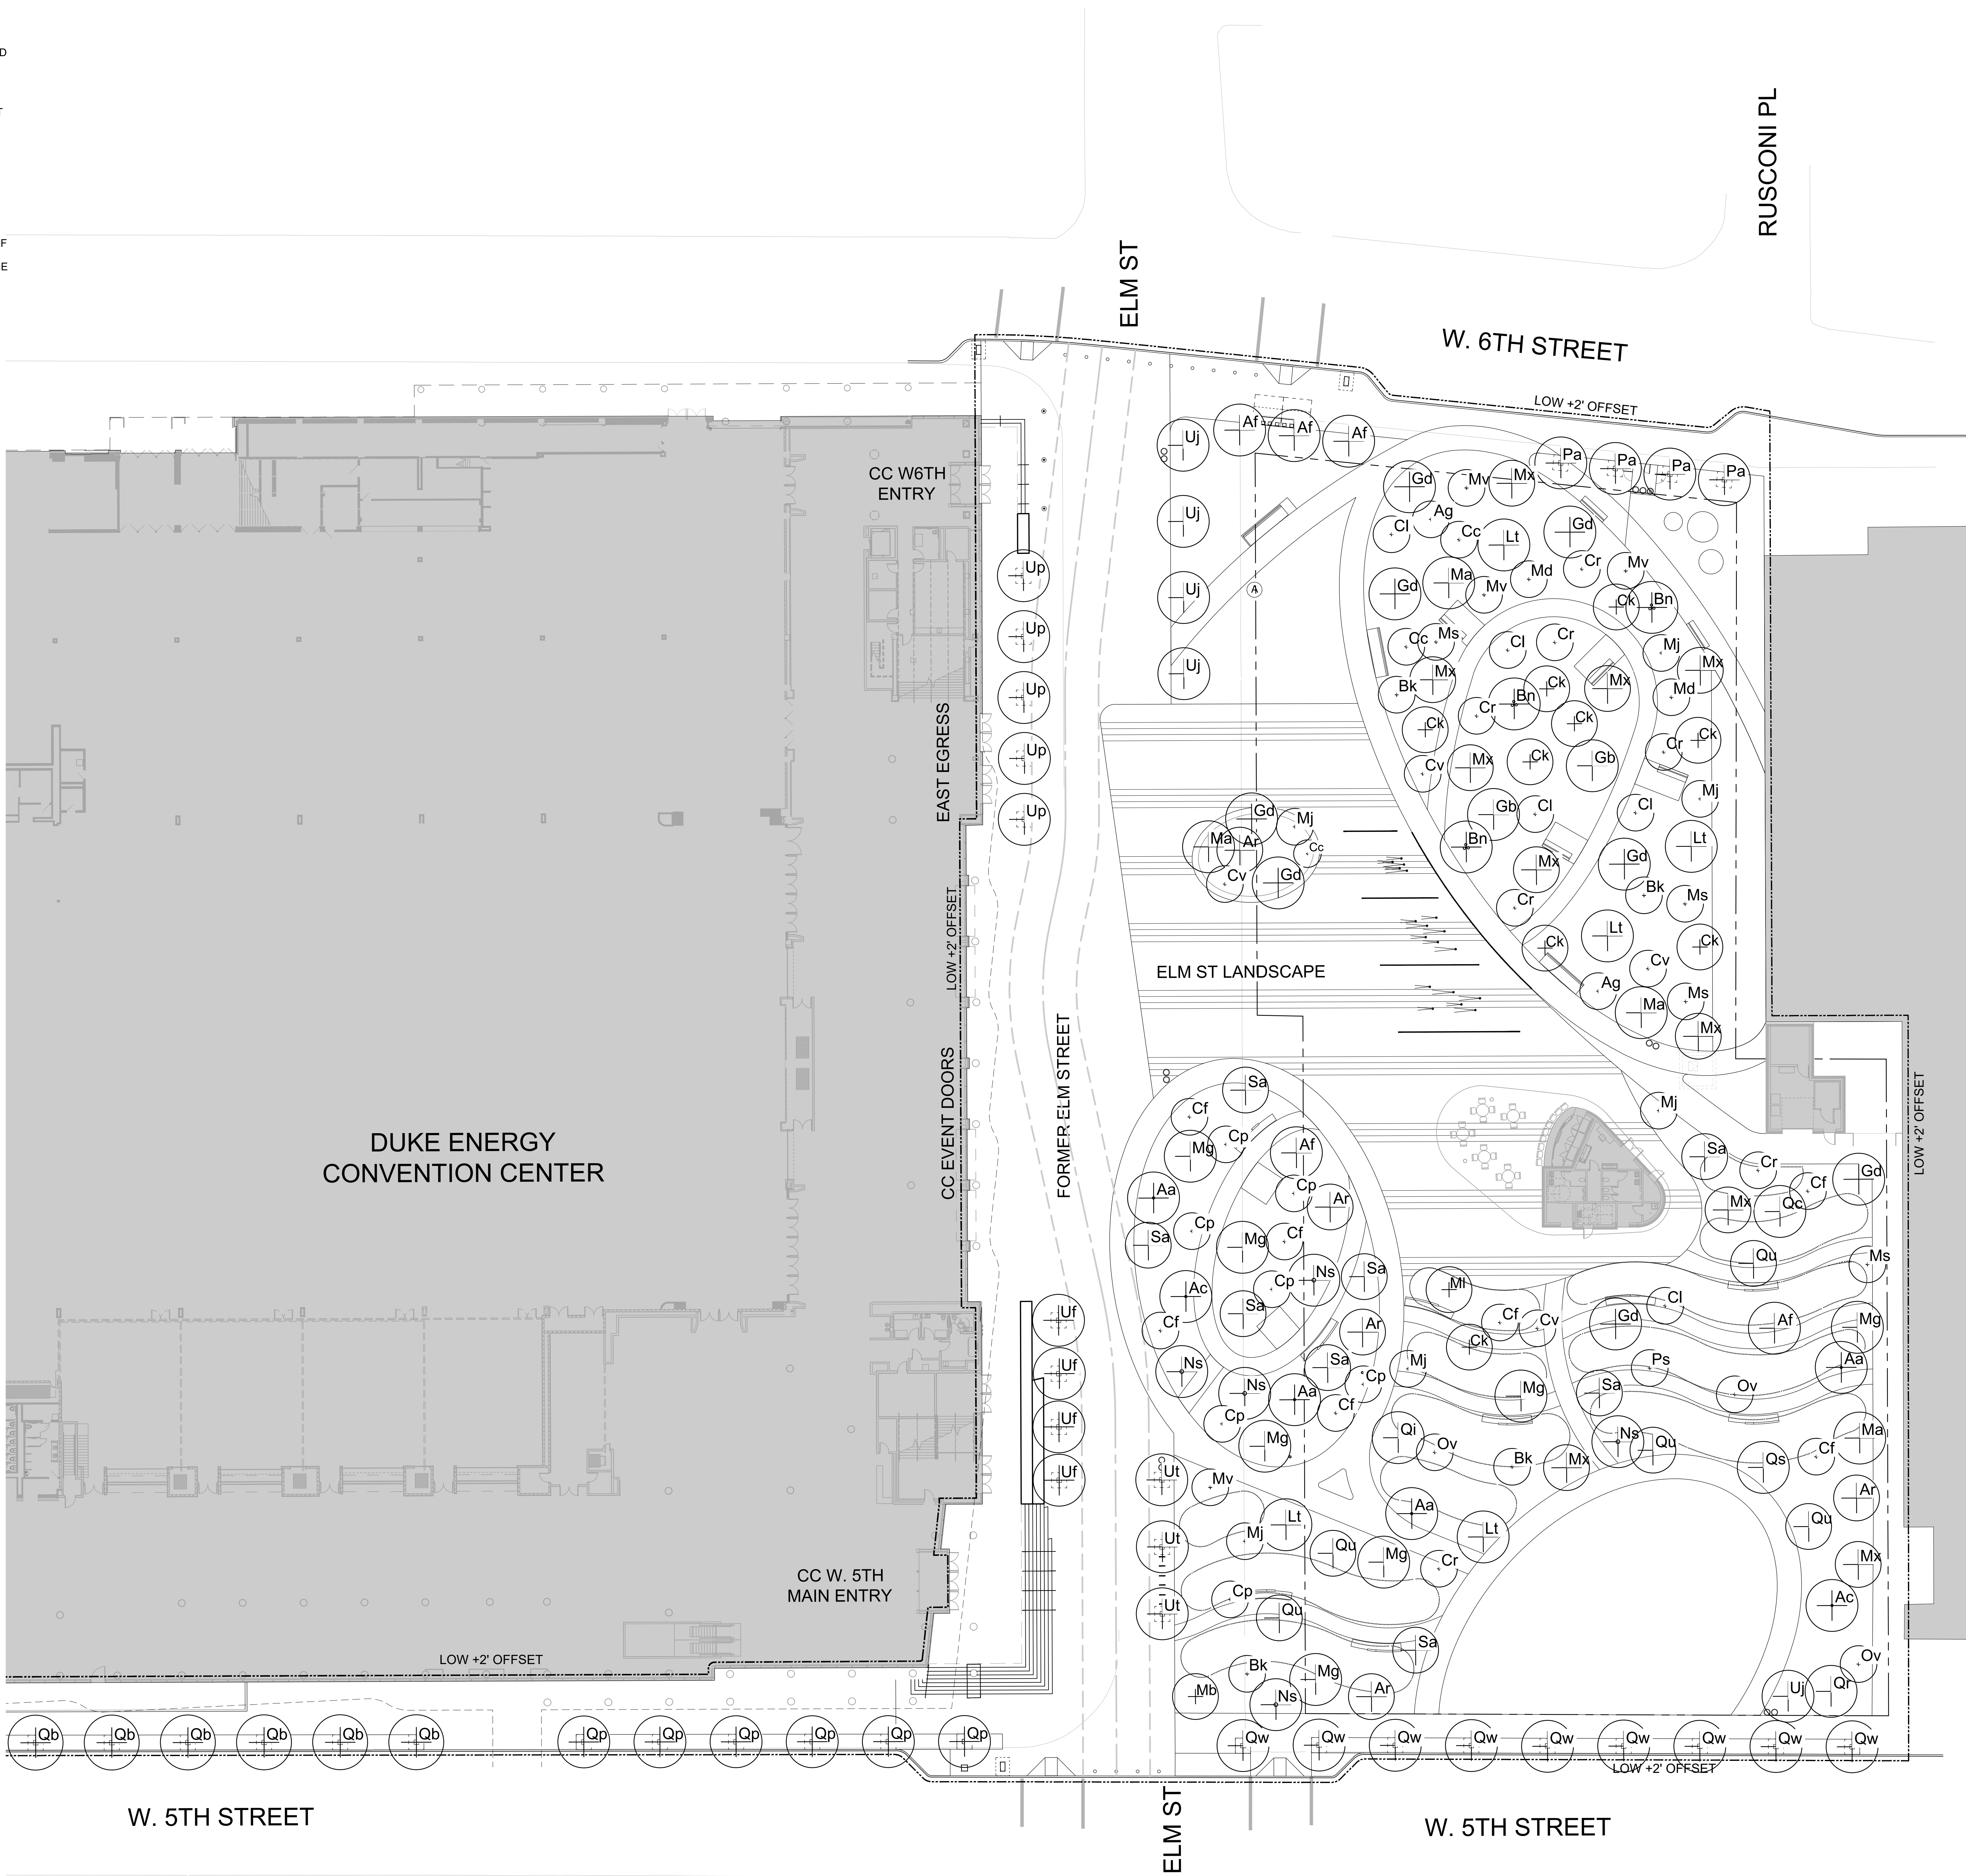 D
T
F
E
RUSCONI PL
ELM ST
W. 6TH STREET
LOW +2' OFFSET
CC W6TH
ENTRY
Uj
Af
Af
Af
Pa
Pa
Pa
Pa
Gd
Mv
Mx
Uj
Cl
Ag
Cc
Lt
Gd
Up
Uj
A
Gd
Ma
Mv
Md
Cr
Mv
Ck
Bn
Up
Uj
Cc
Ms
Cl
Cr
Mj
Mx
Up
Bk
Mx
Cr
Bn
Ck
Mx
Md
EAST EGRESS
Ck
Ck
Cr
Ck
Up
Cv
Mx
Ck
Gb
Mj
Up
Gd
Mj
Gb
Cl
Cl
Ma
Ar
Cc
Bn
Mx
Gd
Lt
Cv
Gd
Cr
Bk
Ms
LOW +2' OFFSET
Ck
Lt
Ck
ELM ST LANDSCAPE
Ag
Cv
Ma
Ms
Mx
CC EVENT DOORS
FORMER ELM STREET
LOW +2' OFFSET
DUKE ENERGY
CONVENTION CENTER
Sa
Cf
Mj
Mg
Cp
Af
Sa
Cr
Gd
Aa
Cp
Ar
Mx
Qc
Cf
Sa
Cp
Mg
Cf
Qu
Ms
Ac
Cp
Ns
Sa
Ml
Cf
Sa
Ar
Cf
Cv
Gd
Cl
Af
Mg
Uf
Ns
Sa
Mj
Ck
Ps
Aa
Uf
Ns
Aa
Cp
Mg
Sa
Ov
Uf
Cp
Mg
Cf
Qi
Ov
Ns
Qu
Ma
Uf
Ut
Mv
Bk
Mx
Qs
Cf
Ar
Ut
Mj
Lt
Aa
Lt
Qu
CC W. 5TH
MAIN ENTRY
Qu
Mg
Cr
Mx
Ut
Cp
Qu
Ac
LOW +2' OFFSET
Sa
Ov
Mb
Bk
Ns
Mg
Ar
Uj
Qr
Qb
Qb
Qb
Qb
Qb
Qb
Qp
Qp
Qp
Qp
Qp
Qp
Qw
Qw
Qw
Qw
Qw
Qw
Qw
Qw
Qw
LOW +2' OFFSET
W. 5TH STREET
ELM ST
W. 5TH STREET